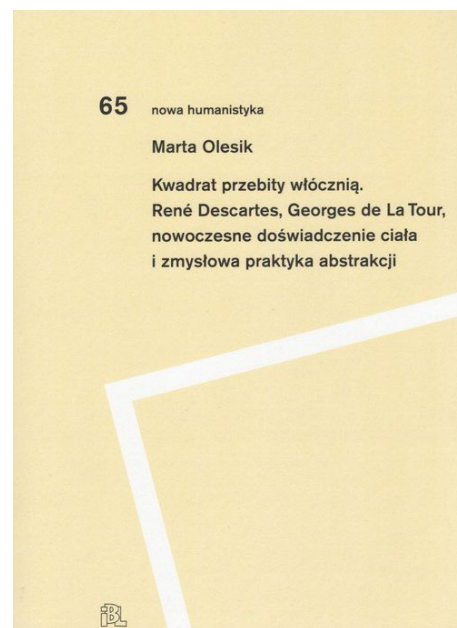 65 nowa humanistyka
Marta Olesik
Kwadrat przebity włócznią.
René Descartes, Georges de La Tour,
nowoczesne doświadczenie ciała
i zmysłowa praktyka abstrakcji
IBL